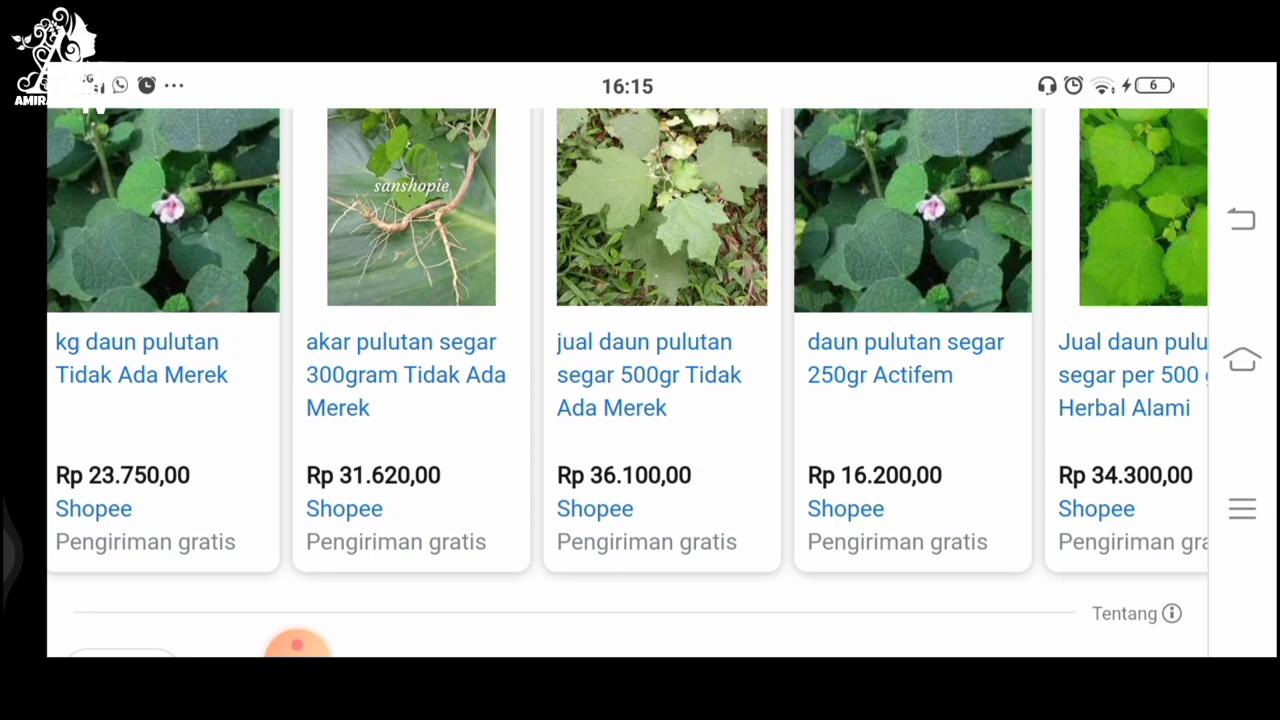 16:15
6
sanshopie
kg daun pulutan
Tidak Ada Merek
Rp 23.750,00
Shopee
Pengiriman gratis
akar pulutan segar
300gram Tidak Ada
Merek
Rp 31.620,00
Shopee
Pengiriman gratis
jual daun pulutan
segar 500gr Tidak
Ada Merek
Rp 36.100,00
Shopee
Pengiriman gratis
daun pulutan segar
250gr Actifem
Rp 16.200,00
Shopee
Pengiriman gratis
Jual daun pulu
segar per 500
Herbal Alami
Rp 34.300,00
Shopee
Pengiriman gra
Tentang